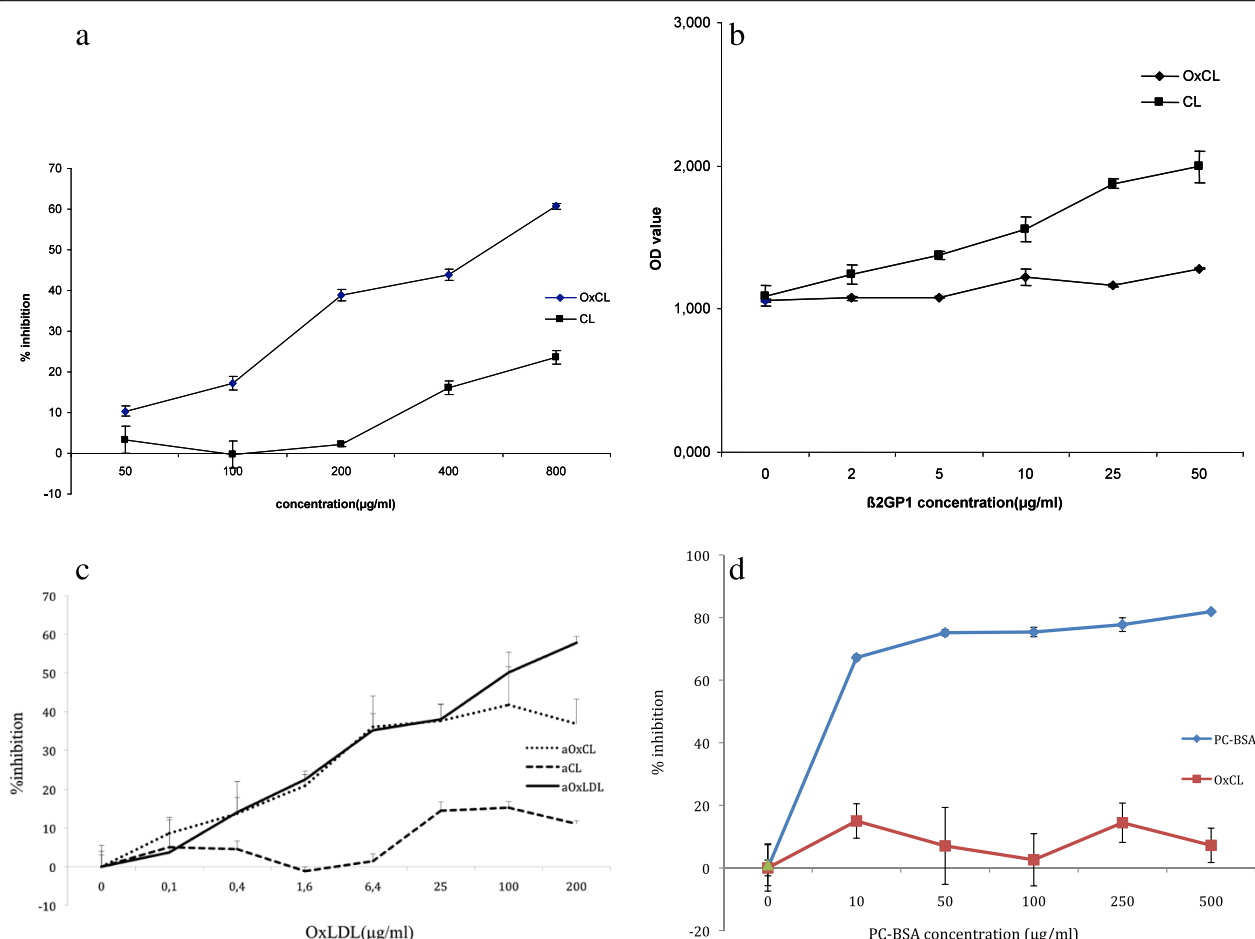 a
70
60
50
40
30
20
10
0
-10
% inhibition
50 100 200 400 800
concentration(µg/ml)
OxCL
CL
b
3,000
2,000
1,000
0,000
OD value
0 2 5 10 25 50
ß2GP1 concentration(µg/ml)
OxCL
CL
c
70
60
50
40
30
20
10
0
-10
%inhibition
0 0,1 0,4 1,6 6,4 25 100 200
OxLDL(µg/ml)
aOxCL
aCL
aOxLDL
d
100
80
60
40
20
0
-20
% inhibition
0 10 50 100 250 500
PC-BSA concentration (µg/ml)
PC-BSA
OxCL